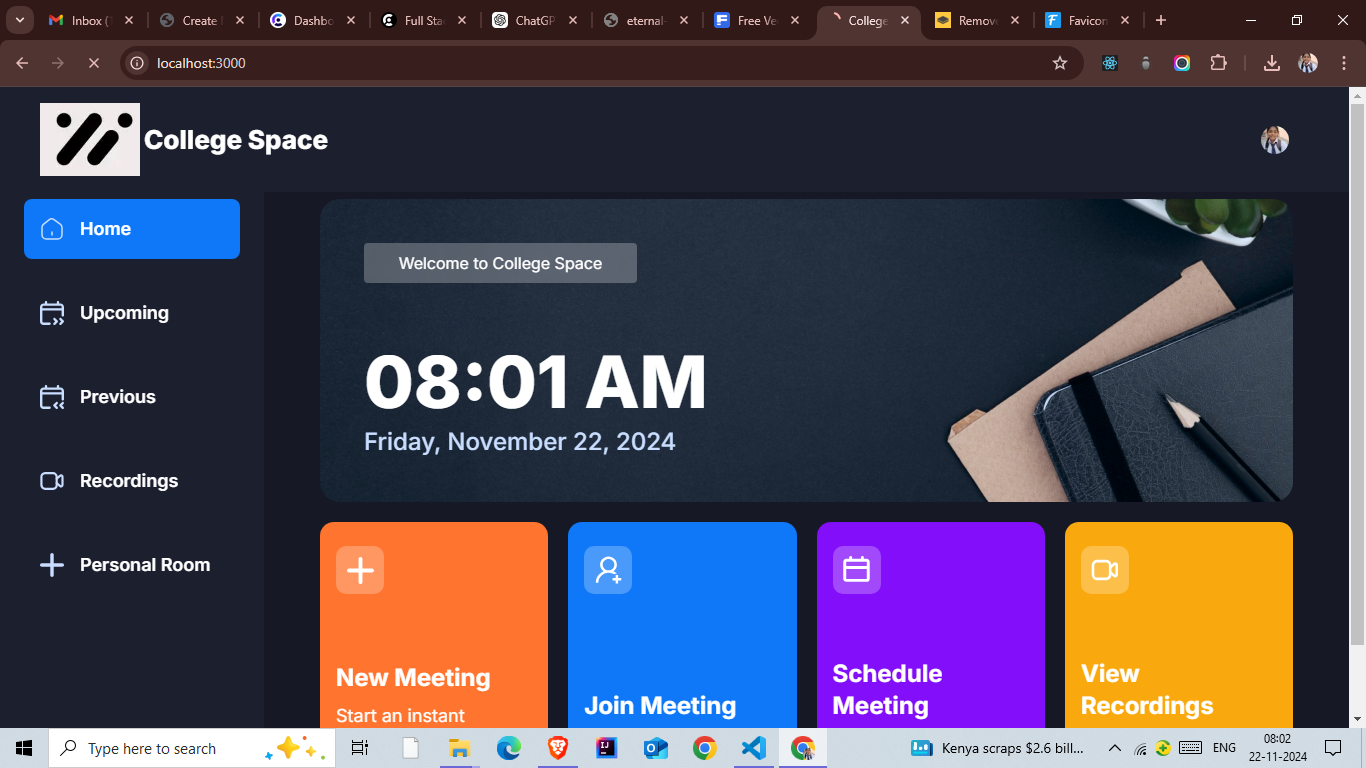 Inbox (1
Create
Dashbo
Full Sta
ChatGP
eternal-
Free Ve
College
Remov
Favicon
localhost:3000
College Space
Home
Upcoming
Previous
Recordings
Personal Room
Welcome to College Space
08:01 AM
Friday, November 22, 2024
New Meeting
Start an instant
Join Meeting
Schedule
Meeting
View
Recordings
Type here to search
Kenya scraps $2.6 bill...
ENG
08:02
22-11-2024